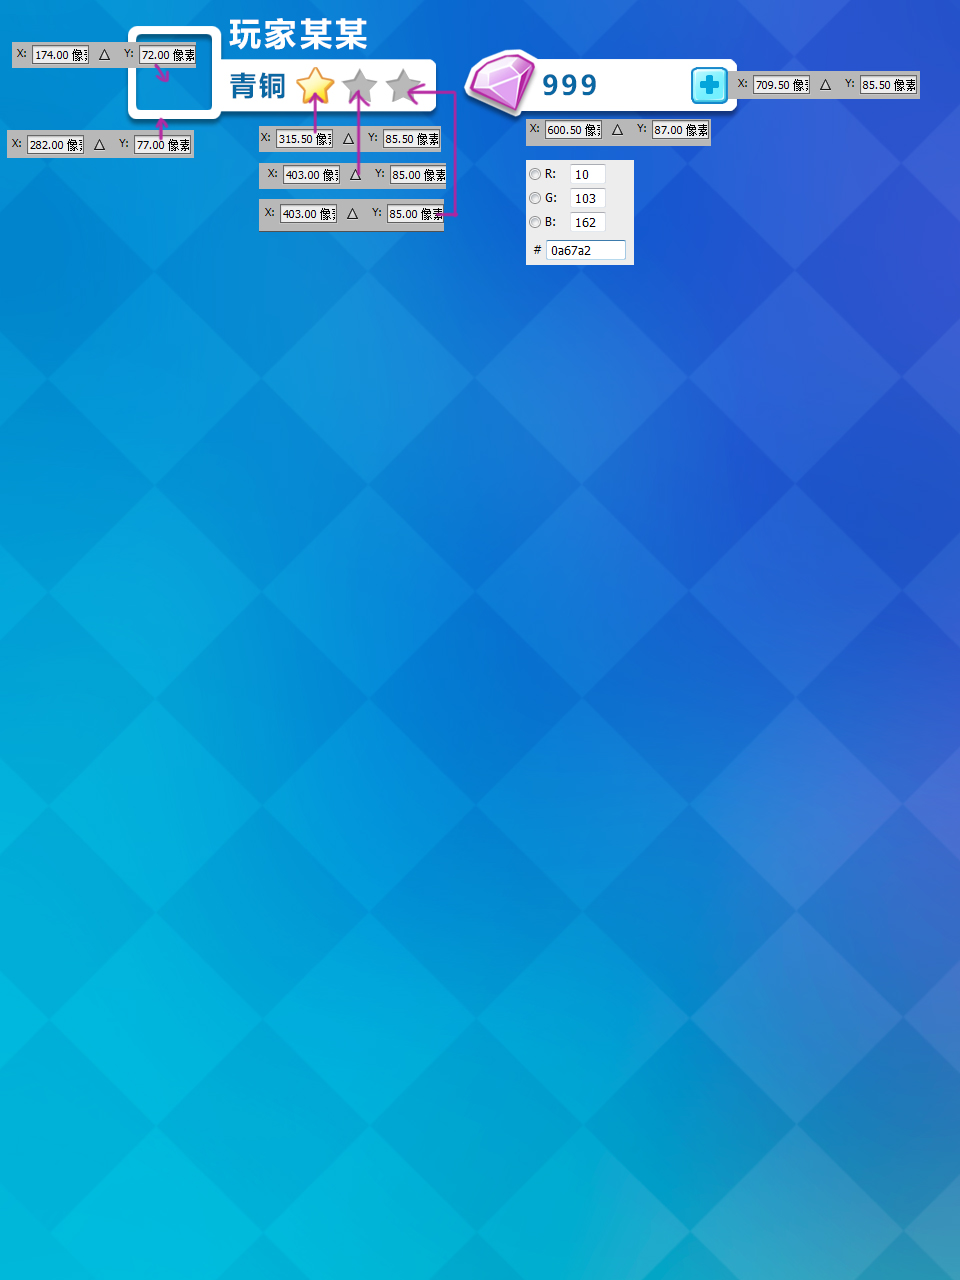 玩家某某
X: 174.00 像素 △ Y: 72.00 像素
青铜
999
X: 709.50 像素 △ Y: 85.50 像素
X: 282.00 像素 △ Y: 77.00 像素
X: 315.50 像素 △ Y: 85.50 像素
X: 600.50 像素 △ Y: 87.00 像素
X: 403.00 像素 △ Y: 85.00 像素
X: 403.00 像素 △ Y: 85.00 像素
R: 10
G: 103
B: 162
# 0a67a2